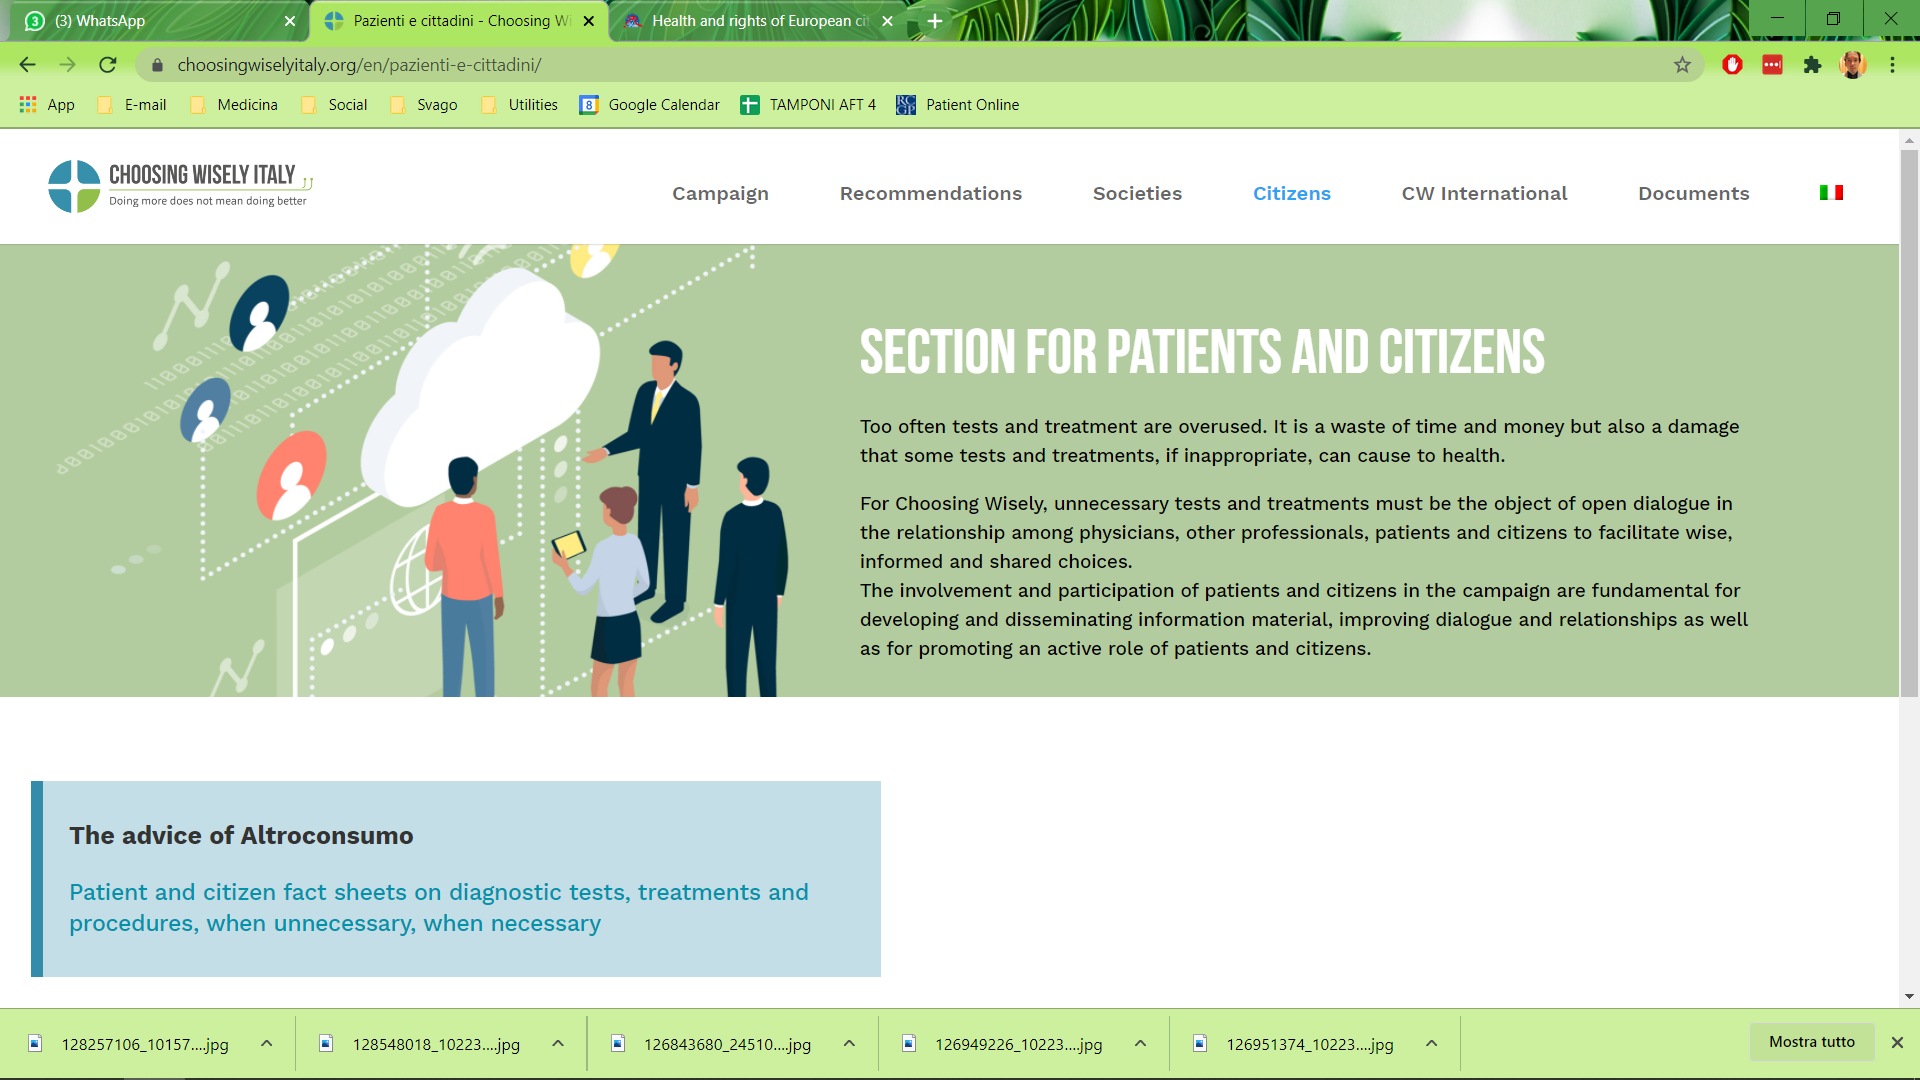 (3) WhatsApp
Pazienti e cittadini - Choosing Wi
Health and rights of European ci
choosingwiselyitaly.org/en/pazienti-e-cittadini/
App
E-mail
Medicina
Social
Svago
Utilities
8
Google Calendar
TAMPONI AFT 4
RC
GP
Patient Online
CHOOSING WISELY ITALY
Doing more does not mean doing better
Campaign
Recommendations
Societies
Citizens
CW International
Documents
SECTION FOR PATIENTS AND CITIZENS
Too often tests and treatment are overused. It is a waste of time and money but also a damage
that some tests and treatments, if inappropriate, can cause to health.
For Choosing Wisely, unnecessary tests and treatments must be the object of open dialogue in
the relationship among physicians, other professionals, patients and citizens to facilitate wise,
informed and shared choices.
The involvement and participation of patients and citizens in the campaign are fundamental for
developing and disseminating information material, improving dialogue and relationships as well
as for promoting an active role of patients and citizens.
The advice of Altroconsumo
Patient and citizen fact sheets on diagnostic tests, treatments and
procedures, when unnecessary, when necessary
128257106_10157....jpg
128548018_10223....jpg
126843680_24510....jpg
126949226_10223....jpg
126951374_10223....jpg
Mostra tutto